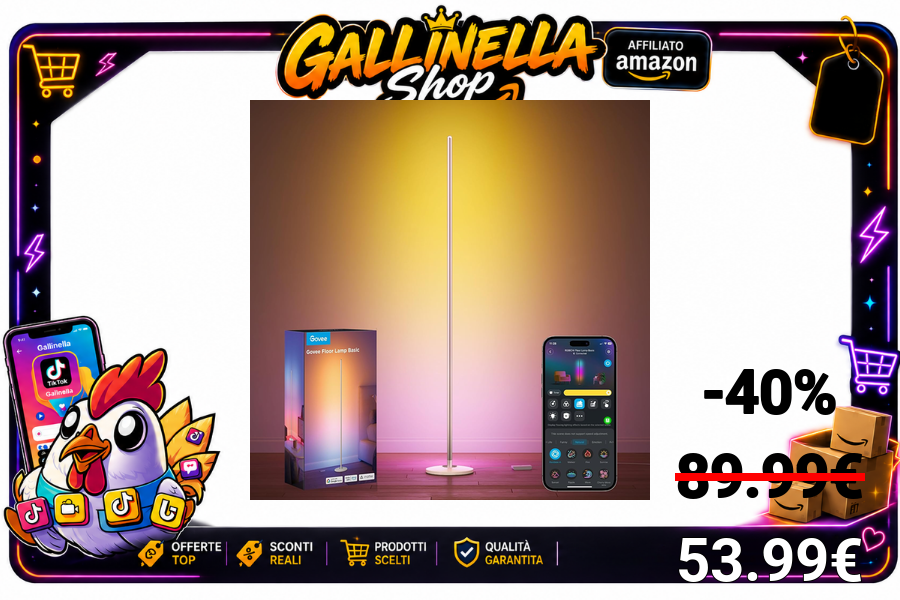 GALLINELLA
Shop
AFFILIATO
amazon
Govee
Govee Floor Lamp Basic
Gallinella
TikTok
Gallinella
-40%
89.99€
53.99€
OFFERTE
TOP
SCONTI
REALI
PRODOTTI
SCELTI
QUALITÀ
GARANTITA